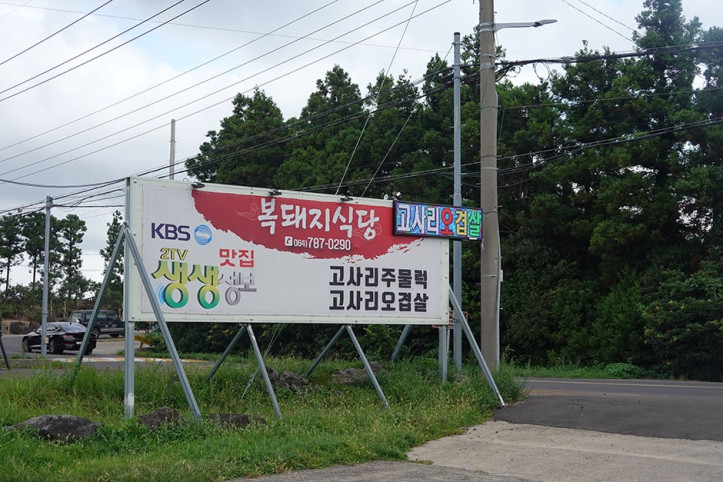 복돼지식당
(064)787-0290
고사리오겹살
KBS
2TV
생생정보
맛집
고사리주물럭
고사리오겹살